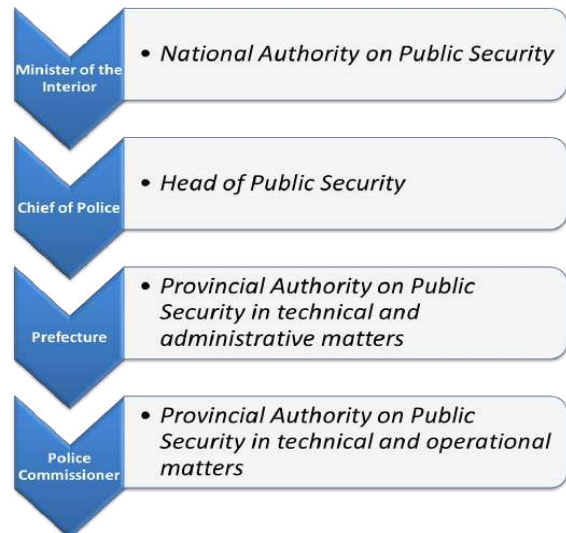 Minister of the
Interior
• National Authority on Public Security
Chief of Police
• Head of Public Security
Prefecture
• Provincial Authority on Public
Security in technical and
administrative matters
Police
Commissioner
• Provincial Authority on Public
Security in technical and operational
matters